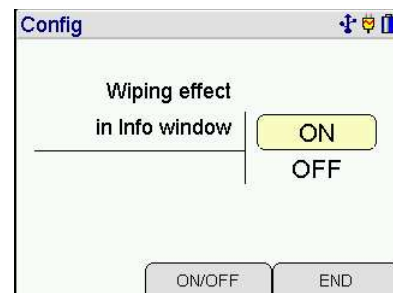 Config
Wiping effect
in Info window
ON
OFF
ON/OFF
END